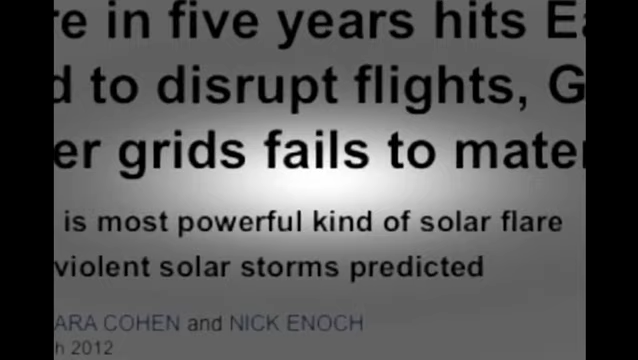 re in five years hits Ea
d to disrupt flights, G
er grids fails to mater
is most powerful kind of solar flare
violent solar storms predicted
ARA COHEN and NICK ENOCH
h 2012